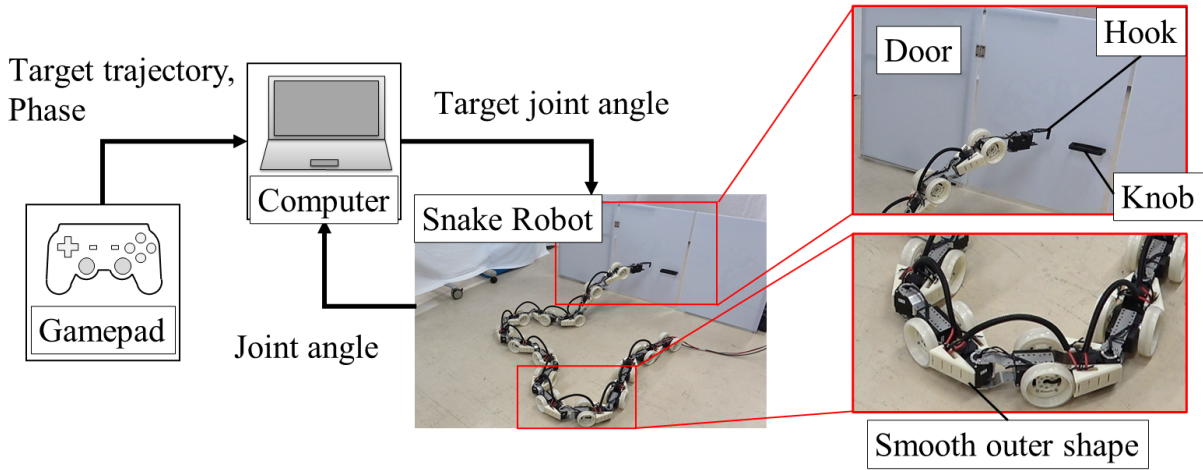 Target trajectory,
Phase
Gamepad
Computer
Target joint angle
Joint angle
Snake Robot
Door
Hook
Knob
Smooth outer shape